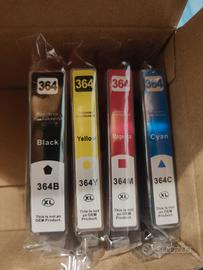 364
Black
364B
XL
This is not
an OEM
Product.
364
Yellow
364Y
XL
This is not
an OEM
Product.
364
Magenta
364M
XL
This is not
an OEM
Product.
364
Cyan
364C
XL
This is not
an OEM
Product.